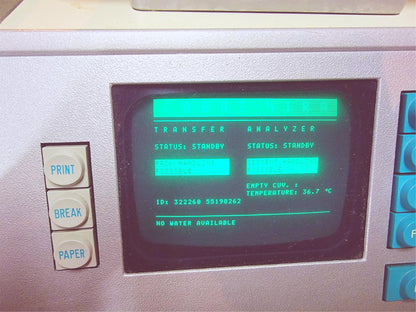 TRANSFER ANALYZER
STATUS: STANDBY STATUS: STANDBY
EMPTY CUV. :
TEMPERATURE: 36.7 °C
ID: 322260 55190262
NO WATER AVAILABLE
PRINT
BREAK
PAPER